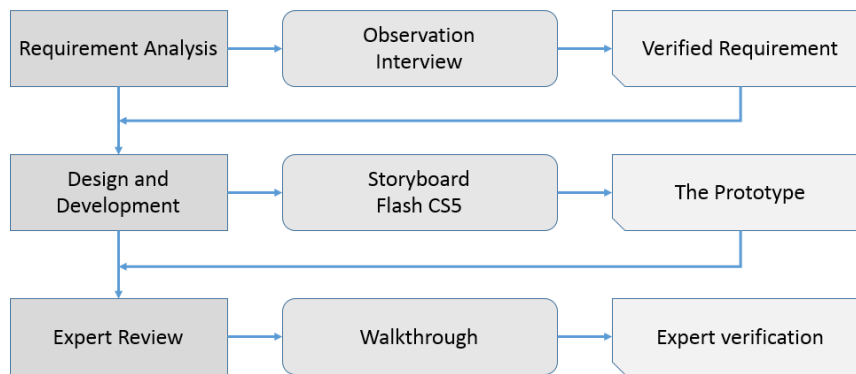 Requirement Analysis
Observation
Interview
Verified Requirement
Design and
Development
Storyboard
Flash CS5
The Prototype
Expert Review
Walkthrough
Expert verification